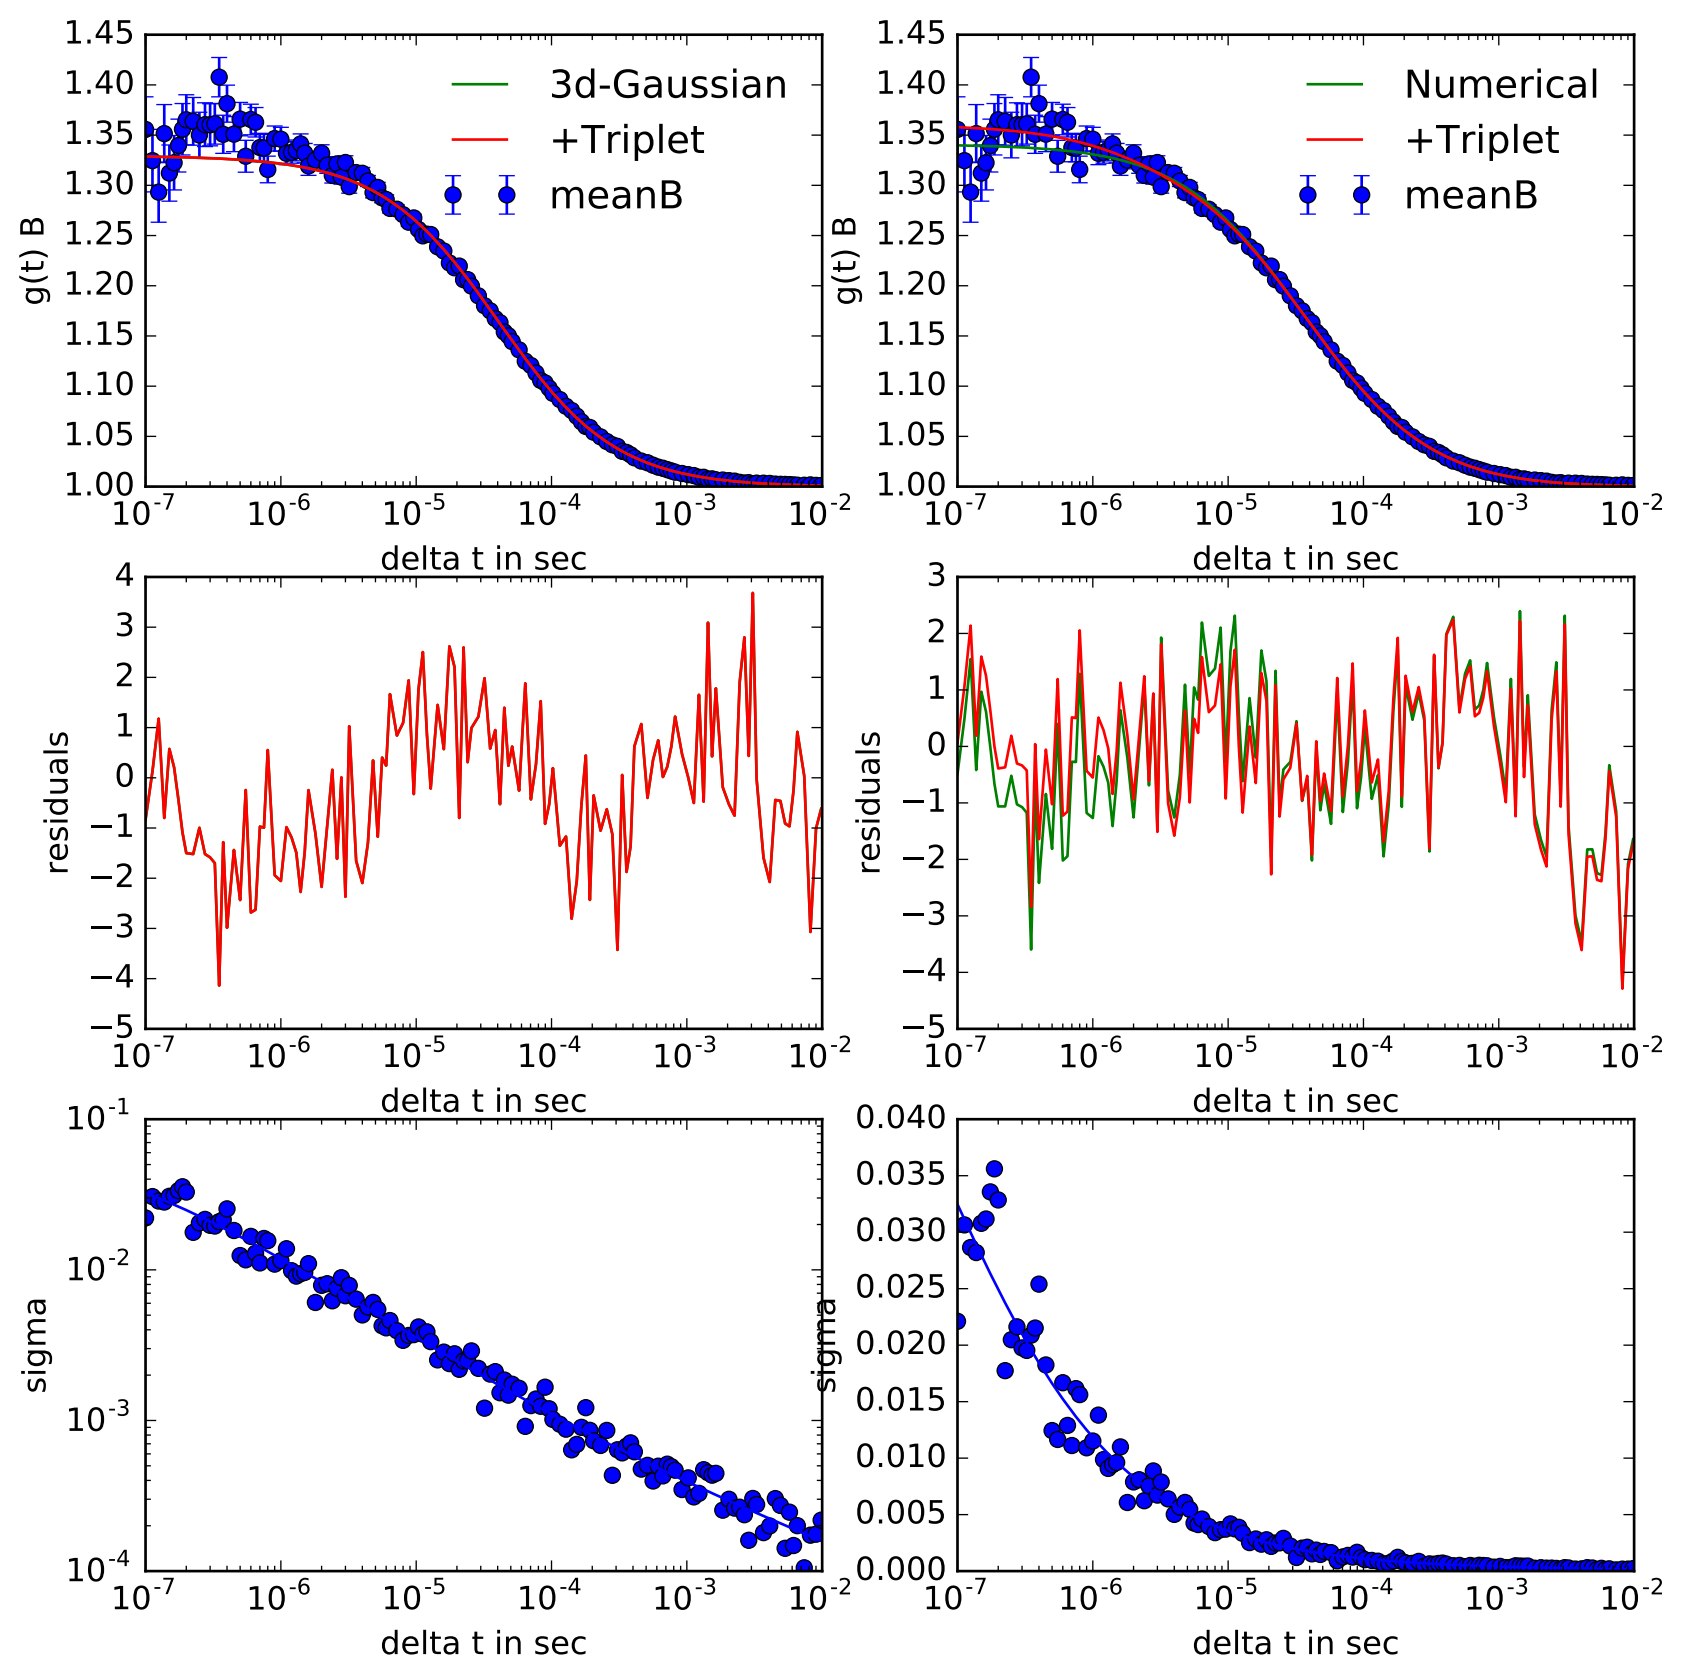 1.45
1.40
1.35
1.30
1.25
1.20
1.15
1.10
1.05
1.00
g(t) B
3d-Gaussian
+Triplet
meanB
10-7 10-6 10-5 10-4 10-3 10-2
delta t in sec
1.45
1.40
1.35
1.30
1.25
1.20
1.15
1.10
1.05
1.00
g(t) B
Numerical
+Triplet
meanB
10-7 10-6 10-5 10-4 10-3 10-2
delta t in sec
4
3
2
1
0
−1
−2
−3
−4
−5
residuals
10-7 10-6 10-5 10-4 10-3 10-2
delta t in sec
3
2
1
0
−1
−2
−3
−4
−5
residuals
10-7 10-6 10-5 10-4 10-3 10-2
delta t in sec
10-1
10-2
10-3
10-4
sigma
10-7 10-6 10-5 10-4 10-3 10-2
delta t in sec
0.040
0.035
0.030
0.025
0.020
0.015
0.010
0.005
0.000
sigma
10-7 10-6 10-5 10-4 10-3 10-2
delta t in sec